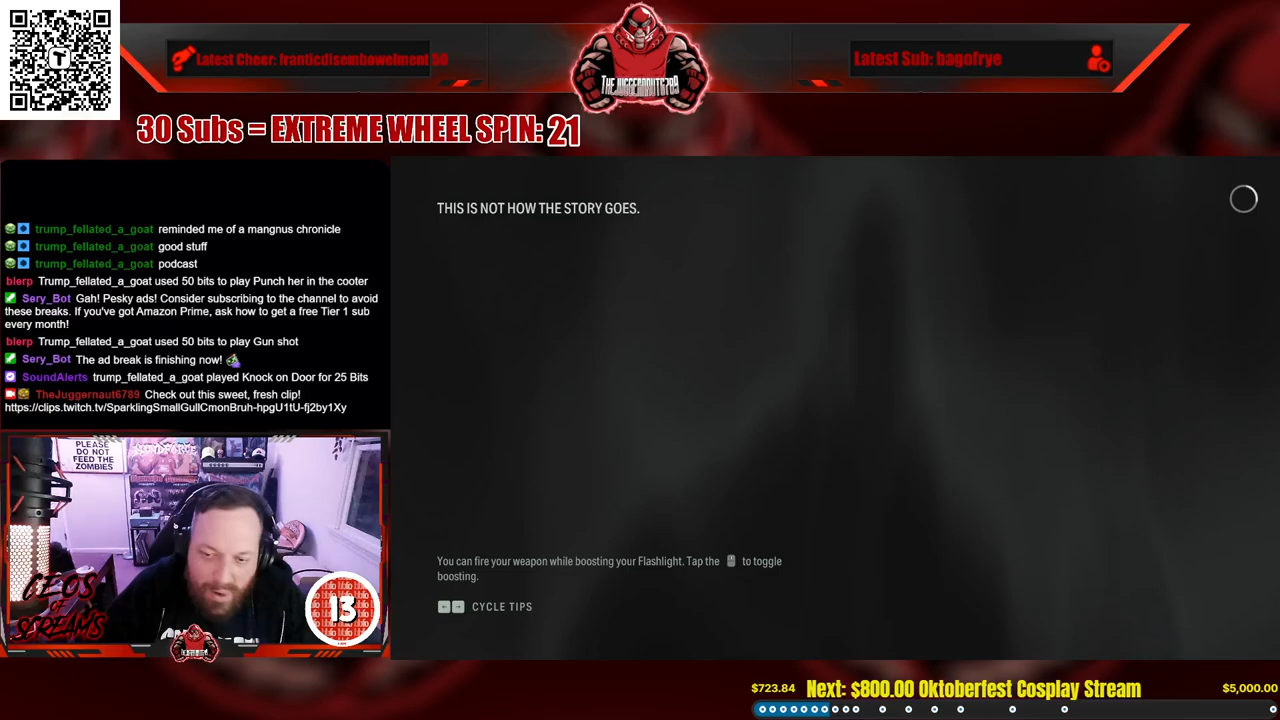 Latest Cheer: franticdisembowelment 50
THEJUGGERNAUT6789
Latest Sub: bagofrye
30 Subs = EXTREME WHEEL SPIN: 21
THIS IS NOT HOW THE STORY GOES.
trump_fellated_a_goat reminded me of a mangnus chronicle
trump_fellated_a_goat good stuff
trump_fellated_a_goat podcast
blerp Trump_fellated_a_goat used 50 bits to play Punch her in the cooter
Sery_Bot Gah! Pesky ads! Consider subscribing to the channel to avoid
these breaks. If you've got Amazon Prime, ask how to get a free Tier 1 sub
every month!
blerp Trump_fellated_a_goat used 50 bits to play Gun shot
Sery_Bot The ad break is finishing now!
SoundAlerts trump_fellated_a_goat played Knock on Door for 25 Bits
TheJuggernaut6789 Check out this sweet, fresh clip!
https://clips.twitch.tv/SparklingSmallGullCmonBruh-hpgU1tU-fj2by1Xy
PLEASE
DO NOT
FEED THE
ZOMBIES
CEOS
OF
STREAMS
13
You can fire your weapon while boosting your Flashlight. Tap the to toggle
boosting.
CYCLE TIPS
$723.84 Next: $800.00 Oktoberfest Cosplay Stream $5,000.00